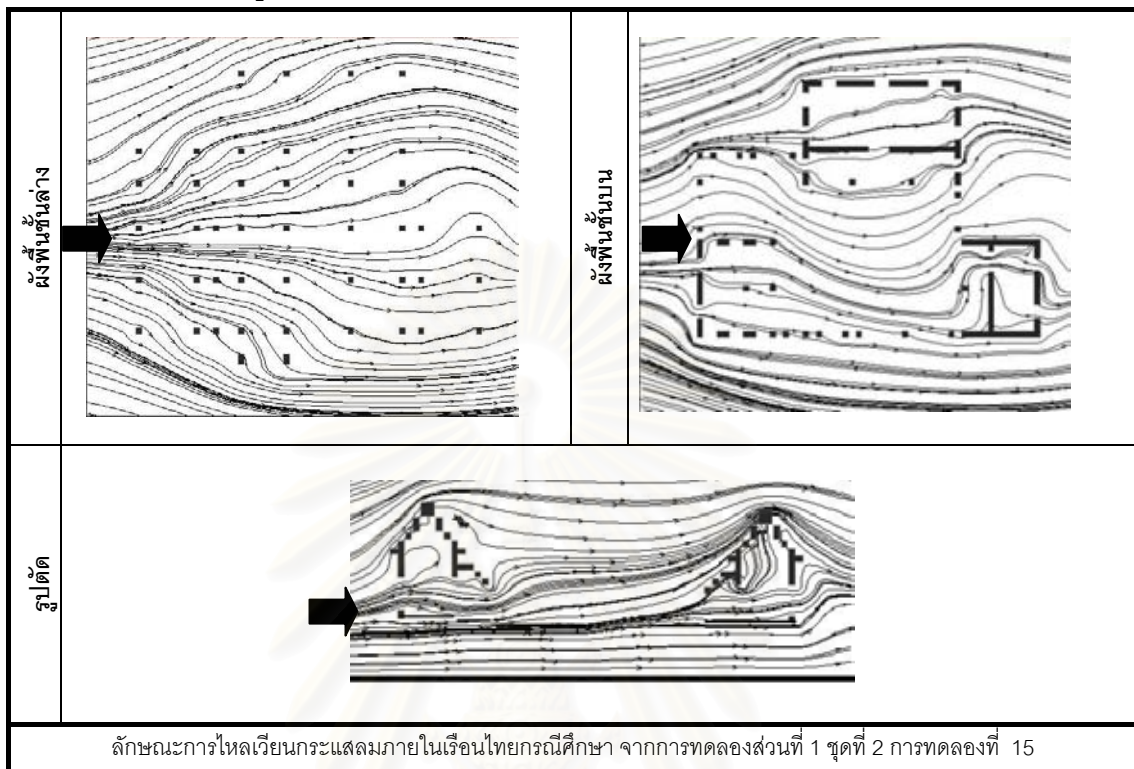 ผังพื้นชั้นล่าง
ผังพื้นชั้นบน
รูปตัด
ลักษณะการไหลเวียนกระแสลมภายในเรือนไทยกรณีศึกษา จากการทดลองส่วนที่ 1 ชุดที่ 2 การทดลองที่ 15